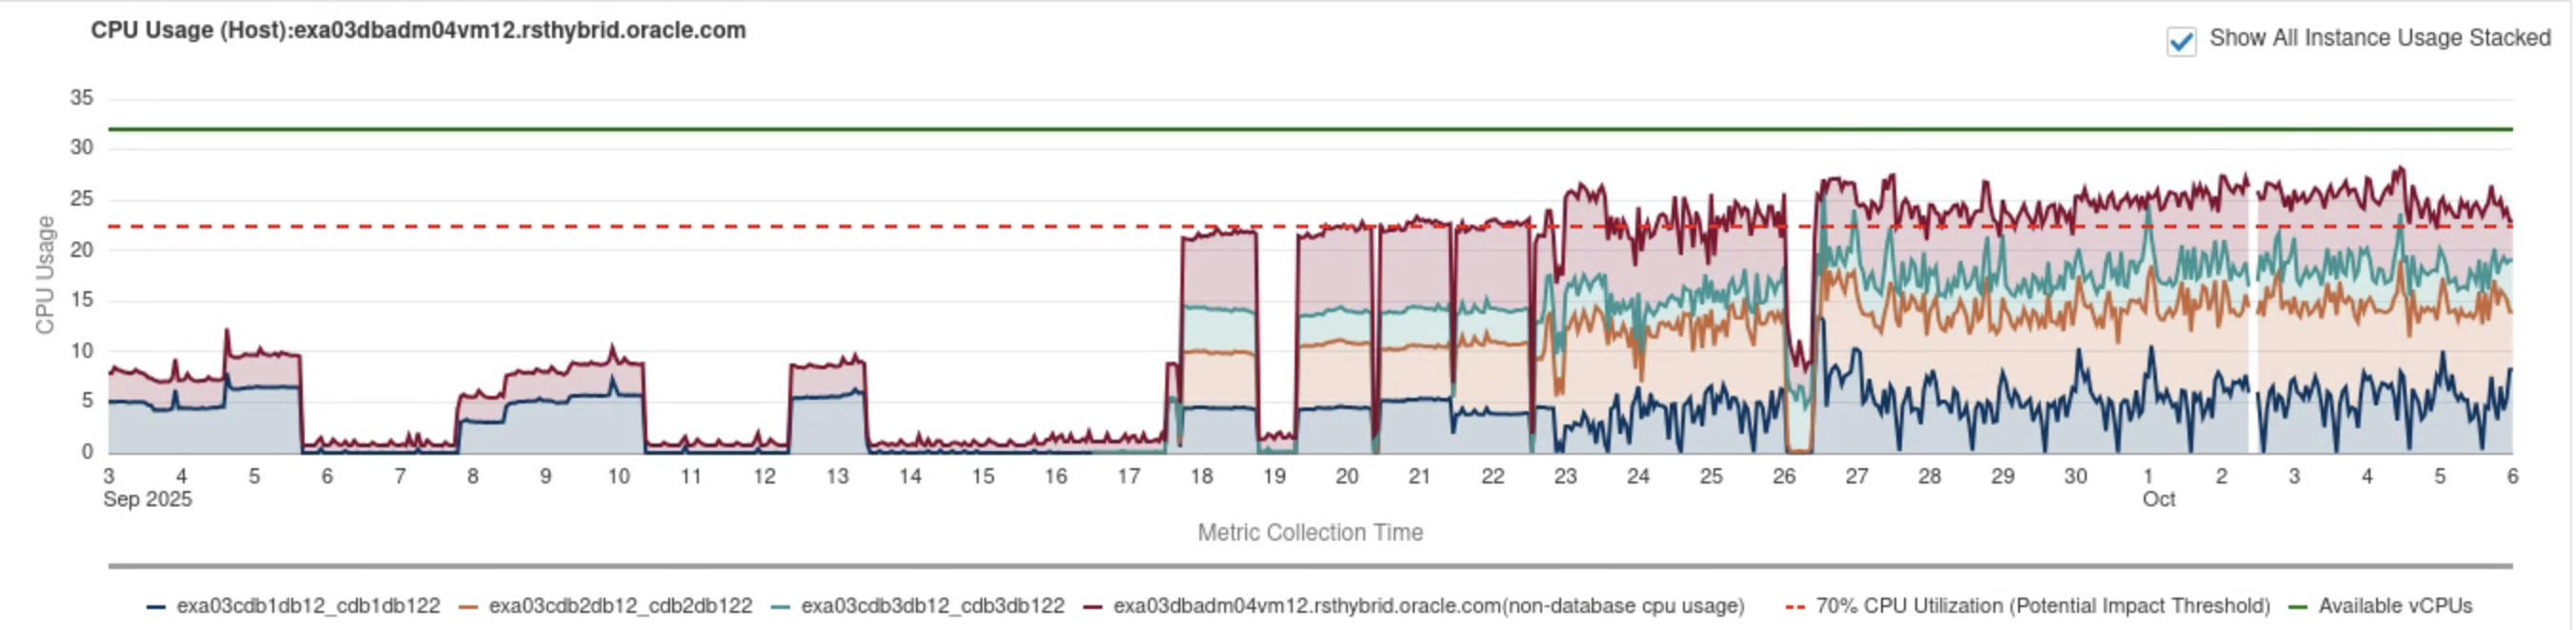 CPU Usage (Host):exa03dbadm04vm12.rsthybrid.oracle.com
Show All Instance Usage Stacked
35
30
25
20
15
10
5
0
CPU Usage
3 4 5 6 7 8 9 10 11 12 13 14 15 16 17 18 19 20 21 22 23 24 25 26 27 28 29 30 1 2 3 4 5 6
Sep 2025 Oct
Metric Collection Time
exa03cdb1db12_cdb1db122 exa03cdb2db12_cdb2db122 exa03cdb3db12_cdb3db122 exa03dbadm04vm12.rsthybrid.oracle.com(non-database cpu usage) 70% CPU Utilization (Potential Impact Threshold) Available vCPUs